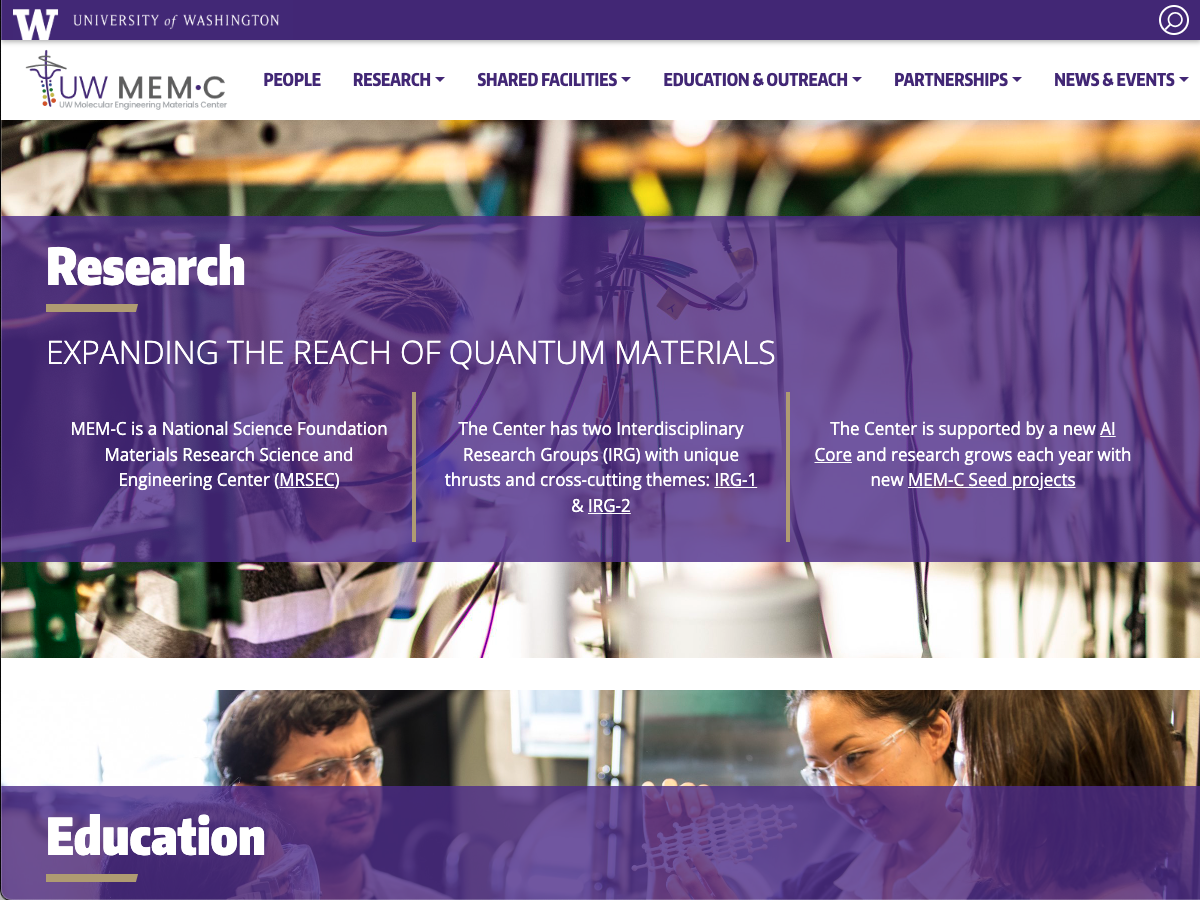 W UNIVERSITY of WASHINGTON
UW MEM·C
UW Molecular Engineering Materials Center
PEOPLE RESEARCH SHARED FACILITIES EDUCATION & OUTREACH PARTNERSHIPS NEWS & EVENTS
Research
EXPANDING THE REACH OF QUANTUM MATERIALS
MEM-C is a National Science Foundation
Materials Research Science and
Engineering Center (MRSEC)
The Center has two Interdisciplinary
Research Groups (IRG) with unique
thrusts and cross-cutting themes: IRG-1
& IRG-2
The Center is supported by a new AI
Core and research grows each year with
new MEM-C Seed projects
Education